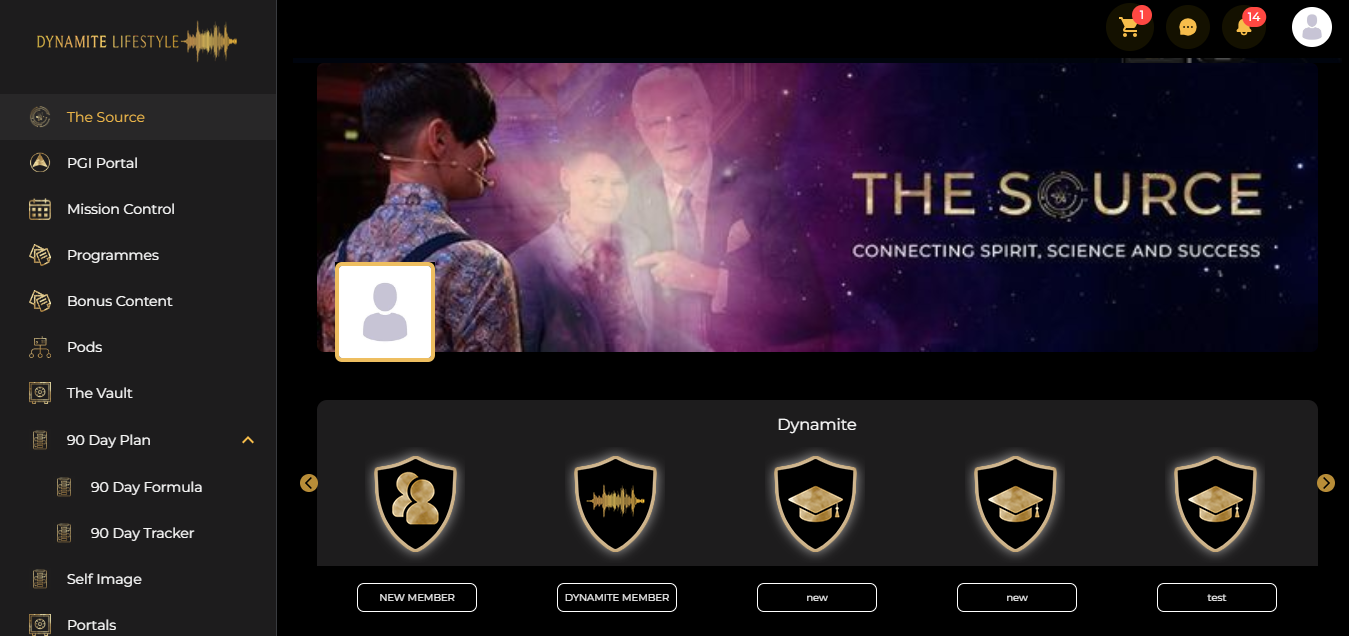 DYNAMITE LIFESTYLE
1
14
The Source
PGI Portal
Mission Control
Programmes
Bonus Content
Pods
The Vault
90 Day Plan
90 Day Formula
90 Day Tracker
Self Image
Portals
THE SOURCE
CONNECTING SPIRIT, SCIENCE AND SUCCESS
Dynamite
NEW MEMBER
DYNAMITE MEMBER
new
new
test